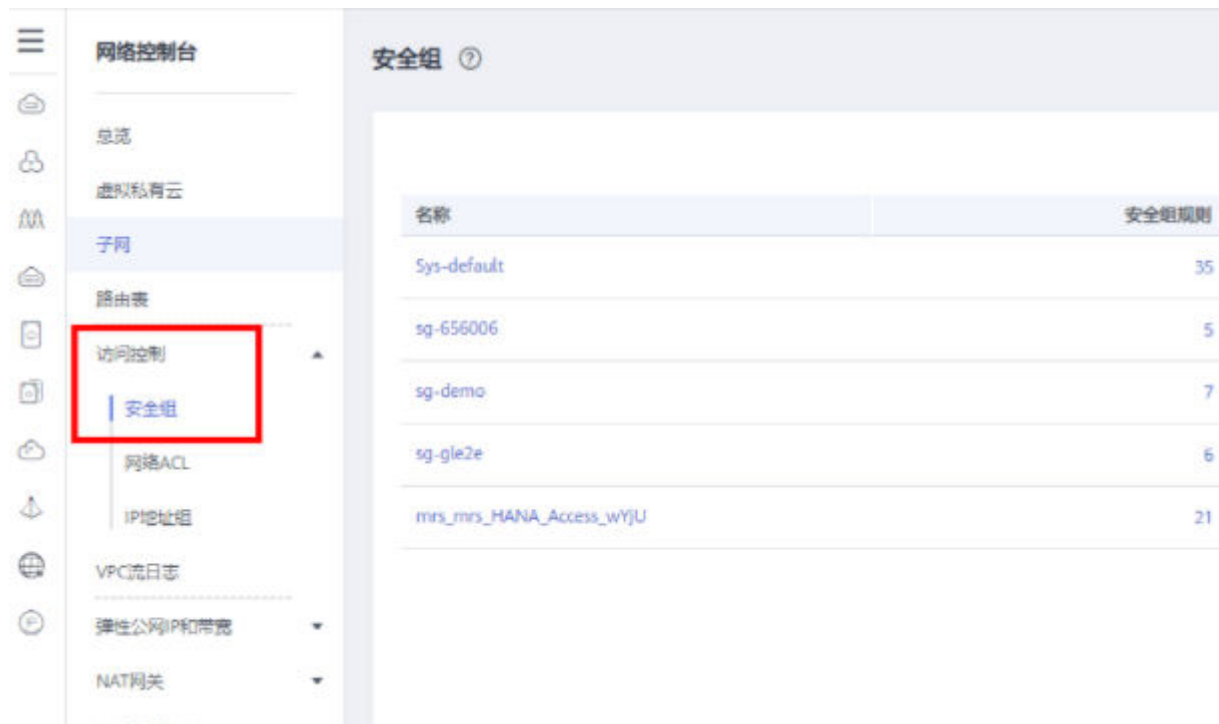 网络控制台
总览
虚拟私有云
子网
路由表
访问控制
安全组
网络ACL
IP地址组
VPC流日志
弹性公网IP和带宽
NAT网关
安全组
名称 安全组规则
Sys-default 35
sg-656006 5
sg-demo 7
sg-gle2e 6
mrs_mrs_HANA_Access_wYjU 21